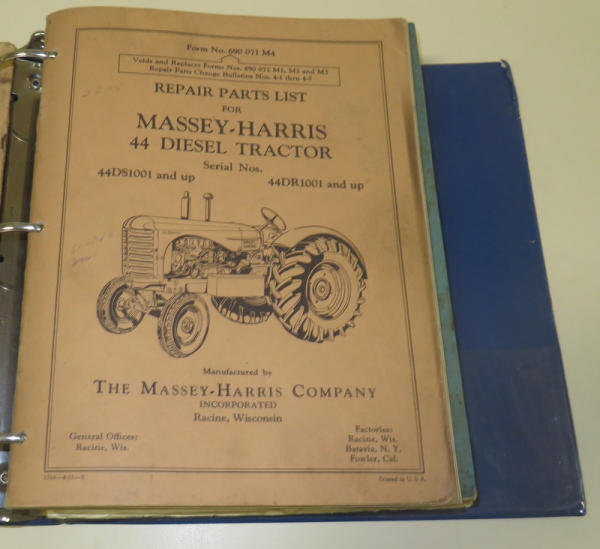 Form No. 690 071 M4
Voids and Replaces Forms Nos. 690 071 M1, M2 and M3
Repair Parts Change Bulletins Nos. 4-1 thru 4-5
REPAIR PARTS LIST
FOR
MASSEY-HARRIS
44 DIESEL TRACTOR
Serial Nos.
44DS1001 and up
44DR1001 and up
Manufactured by
THE MASSEY-HARRIS COMPANY
INCORPORATED
Racine, Wisconsin
General Offices:
Racine, Wis.
Factories:
Racine, Wis.
Batavia, N. Y.
Fowler, Cal.
Printed in U.S.A.